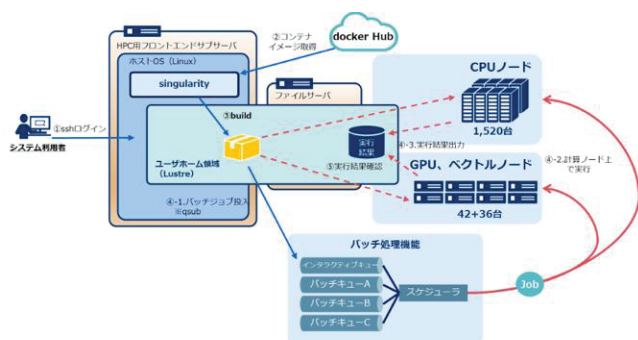 HPC用フロントエンドサブサーバ
ホストOS（Linux）
singularity
②コンテナ
イメージ取得
docker Hub
ファイルサーバ
CPUノード
1,520台
①sshログイン
システム利用者
③build
ユーザホーム領域
（Lustre）
実行
結果
⑤実行結果確認
④-3.実行結果出力
④-2.計算ノード上
で実行
GPU、ベクトルノード
42+36台
④-1.バッチジョブ投入
※qsub
バッチ処理機能
インタラクティブキュー
バッチキューA
バッチキューB
バッチキューC
スケジューラ
Job